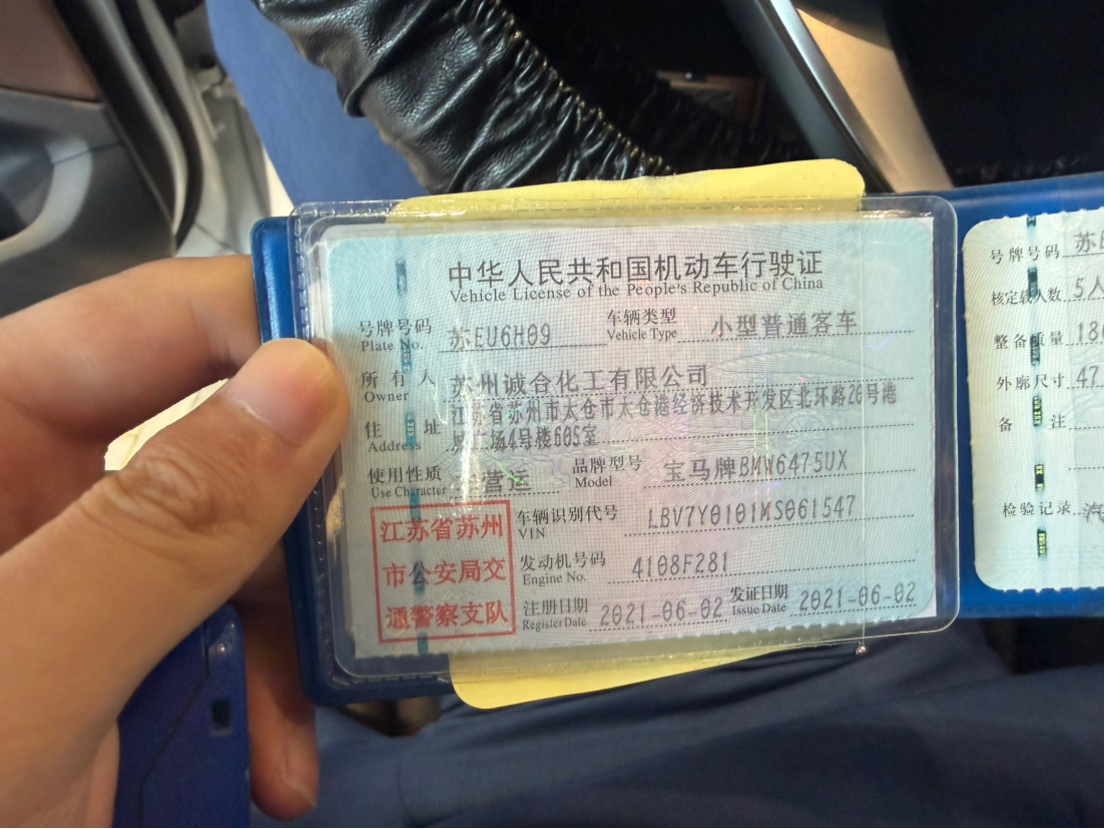 中华人民共和国机动车行驶证
Vehicle License of the People's Republic of China
号牌号码 苏EU6H09 车辆类型 小型普通客车
Plate No. Vehicle Type
所有人 苏州诚合化工有限公司
Owner
住址 江苏省苏州市太仓市太仓港经济技术开发区北环路26号港
Address 广场4号楼605室
使用性质 营运 品牌型号 宝马牌BMW6475UX
Use Character Model
江苏省苏州
市公安局交
通警察支队
车辆识别代号 LBV7Y0101MS061547
VIN
发动机号码 4108F281
Engine No.
注册日期 2021-06-02 发证日期 2021-06-02
Register Date Issue Date
号牌号码 苏
核定载人数 5人
整备质量 18
外廓尺寸 47
备注
检验记录 汽